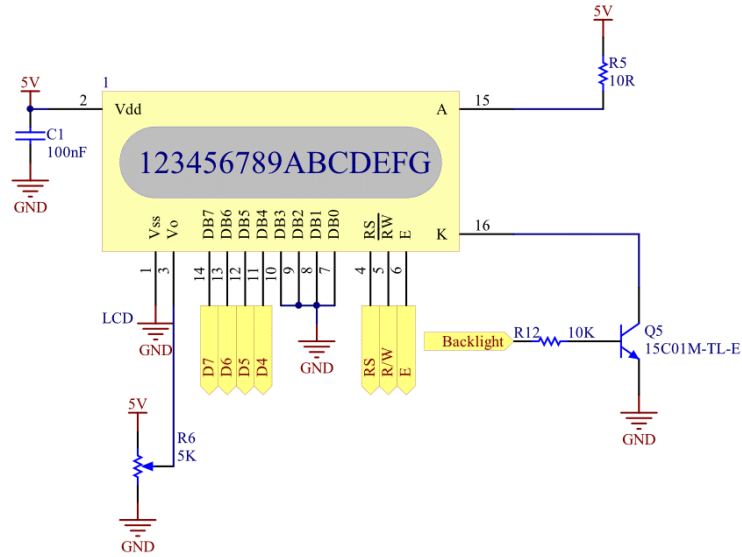 5V
R5
10R
5V
1
2
Vdd
A
15
C1
100nF
GND
123456789ABCDEFG
Vss
Vo
DB7
DB6
DB5
DB4
DB3
DB2
DB1
DB0
RS
RW
E
K
16
1
3
14
13
12
11
10
9
8
7
4
5
6
LCD
GND
D7
D6
D5
D4
GND
RS
R/W
E
Backlight
R12
10K
Q5
15C01M-TL-E
GND
5V
R6
5K
GND